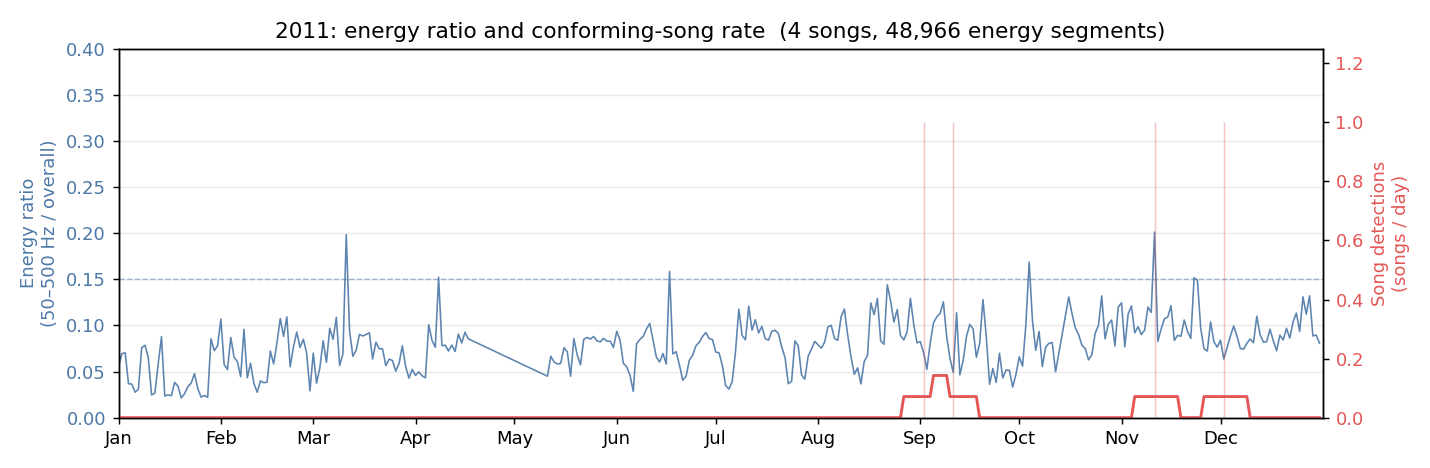 2011: energy ratio and conforming-song rate  (4 songs, 48,966 energy segments)
Energy ratio
(50–500 Hz / overall)
0.40
0.35
0.30
0.25
0.20
0.15
0.10
0.05
0.00
1.2
1.0
0.8
0.6
0.4
0.2
0.0
Song detections
(songs / day)
Jan Feb Mar Apr May Jun Jul Aug Sep Oct Nov Dec